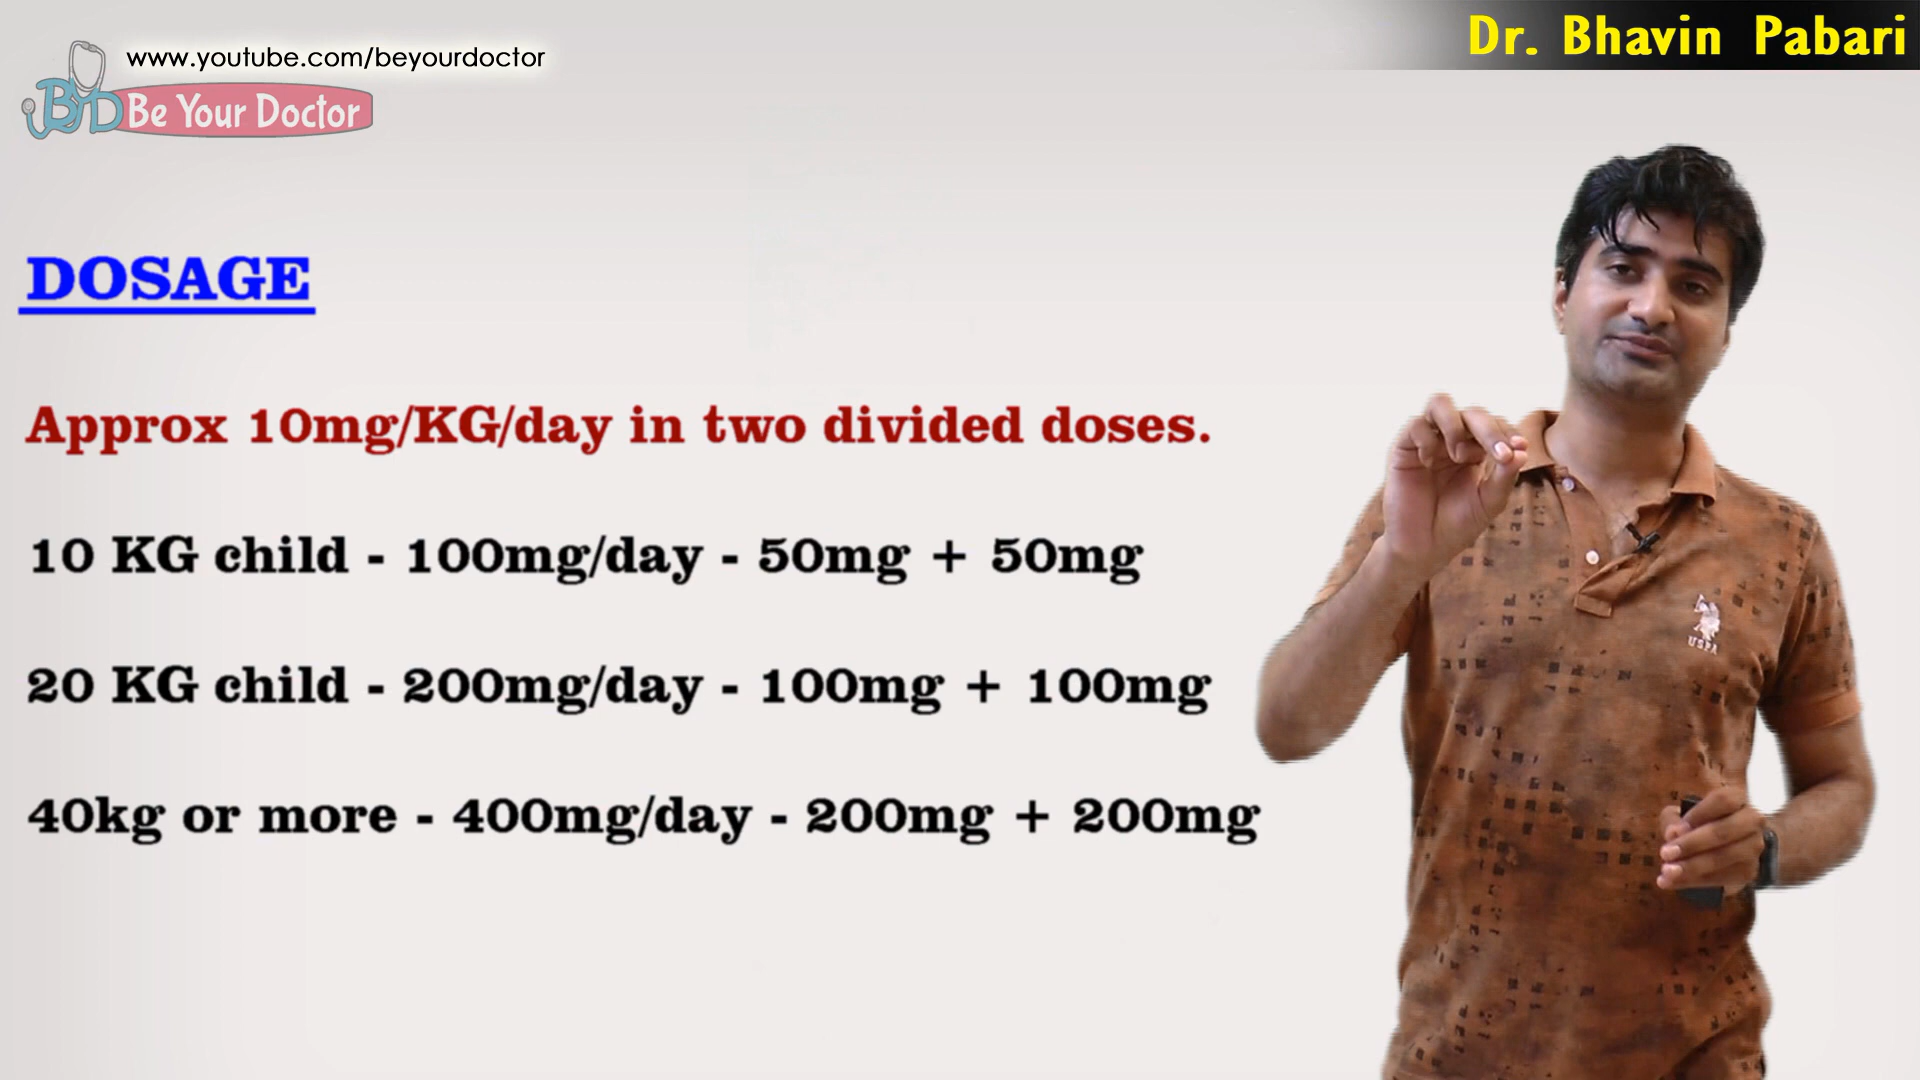 www.youtube.com/beyourdoctor
Dr. Bhavin Pabari
BYD Be Your Doctor
DOSAGE
Approx 10mg/KG/day in two divided doses.
10 KG child - 100mg/day - 50mg + 50mg
20 KG child - 200mg/day - 100mg + 100mg
40kg or more - 400mg/day - 200mg + 200mg
USPA